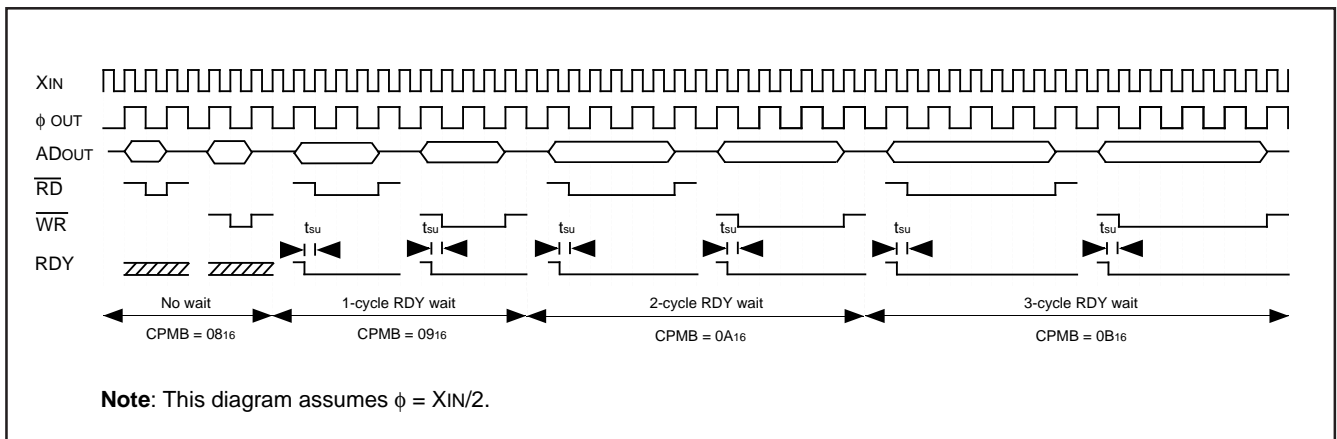 XIN
ϕ OUT
ADOUT
RD
WR
tsu tsu tsu tsu tsu tsu
RDY
No wait 1-cycle RDY wait 2-cycle RDY wait 3-cycle RDY wait
CPMB = 0816 CPMB = 0916 CPMB = 0A16 CPMB = 0B16
Note: This diagram assumes ϕ = XIN/2.